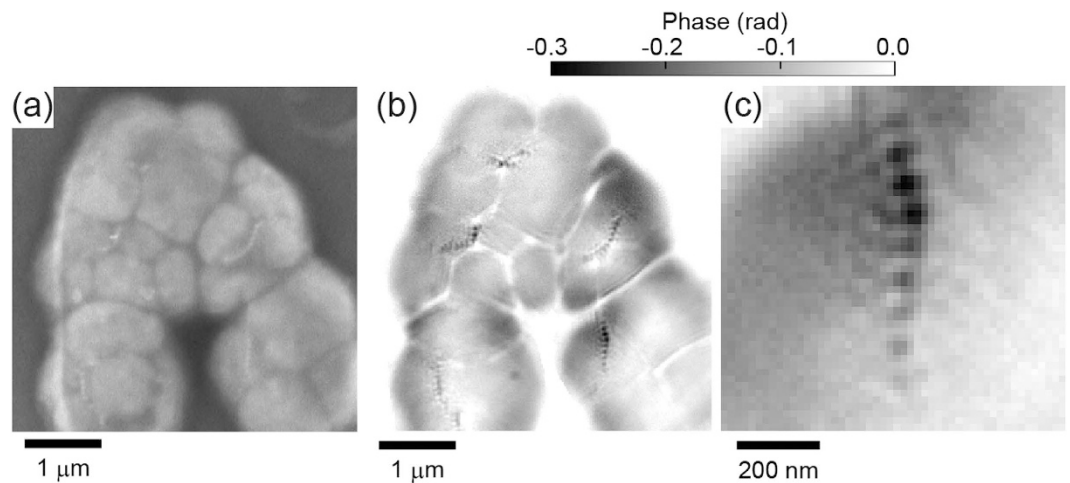 Phase (rad)
-0.3 -0.2 -0.1 0.0
(a) (b) (c)
1 μm 1 μm 200 nm